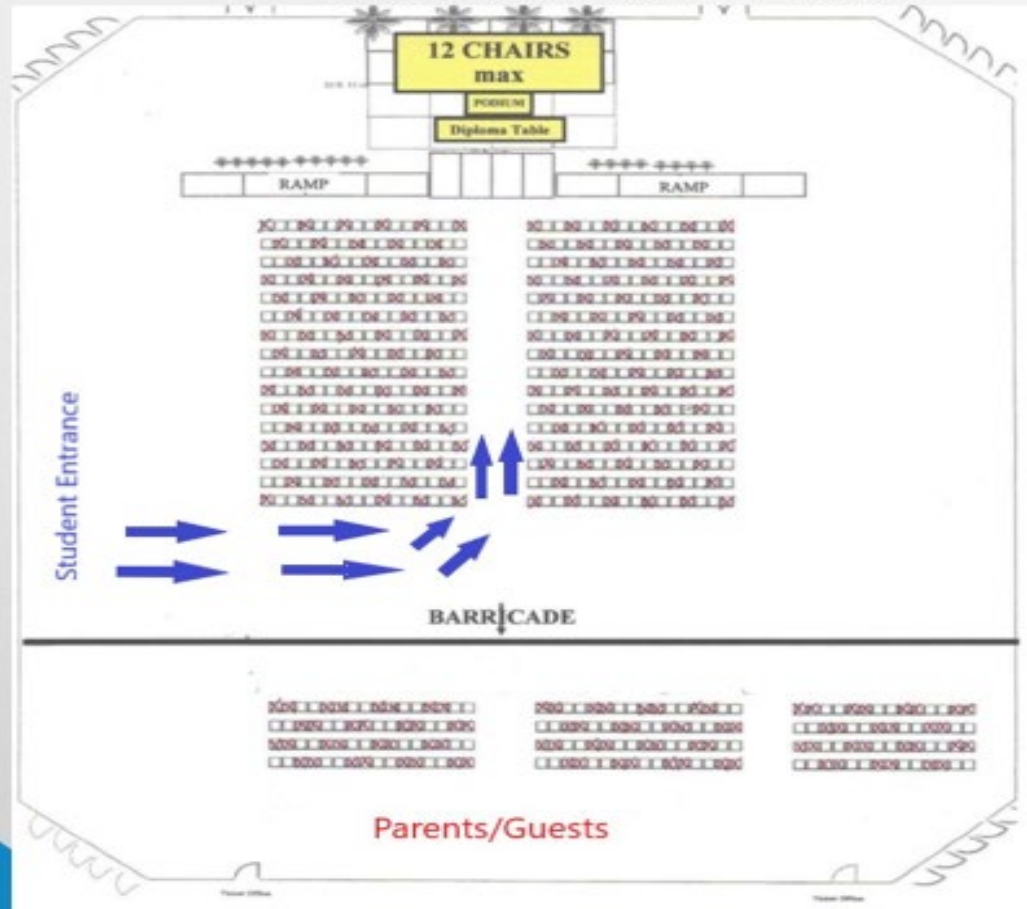 12 CHAIRS
max
PODIUM
Diploma Table
RAMP
RAMP
Student Entrance
BARRICADE
Parents/Guests